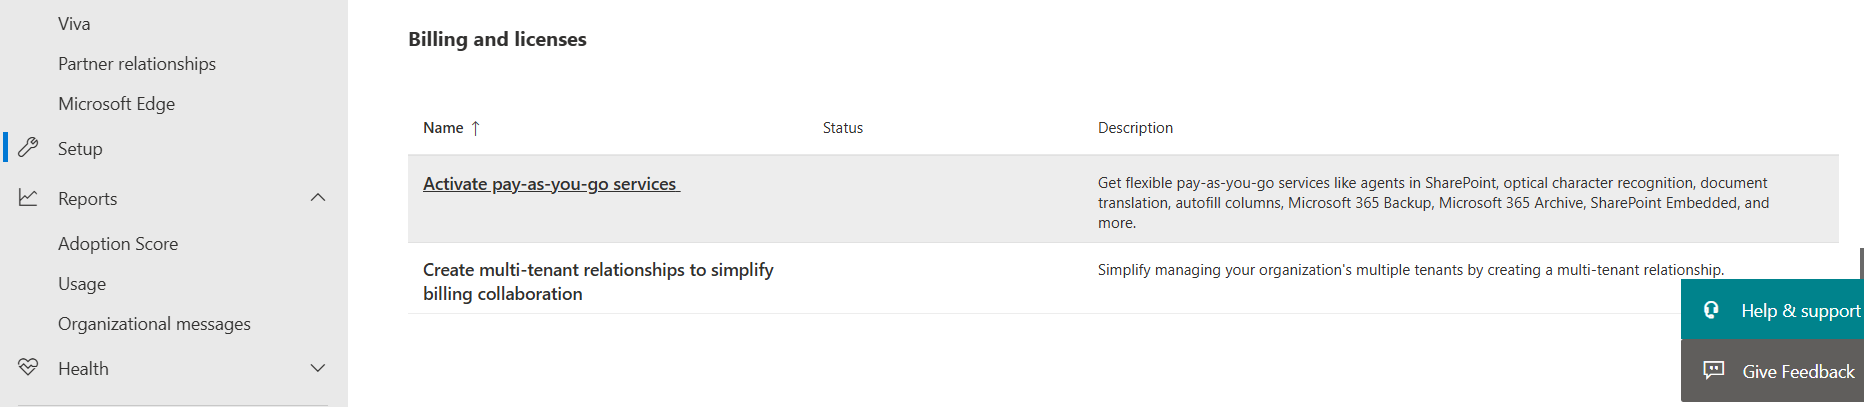 Viva
Partner relationships
Microsoft Edge
Setup
Reports
Adoption Score
Usage
Organizational messages
Health
Billing and licenses
Name ↑
Status
Description
Activate pay-as-you-go services
Get flexible pay-as-you-go services like agents in SharePoint, optical character recognition, document
translation, autofill columns, Microsoft 365 Backup, Microsoft 365 Archive, SharePoint Embedded, and
more.
Create multi-tenant relationships to simplify
billing collaboration
Simplify managing your organization's multiple tenants by creating a multi-tenant relationship.
Help & support
Give Feedback